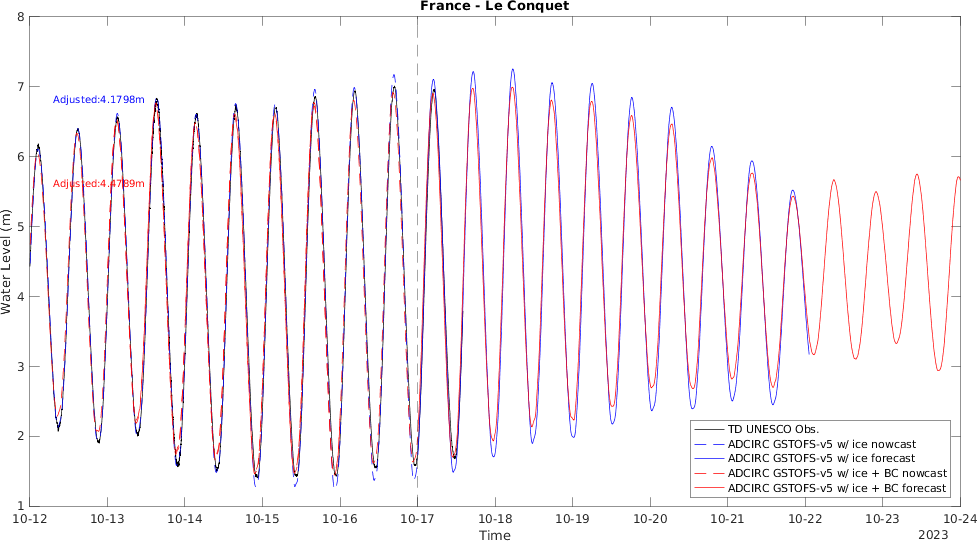 France - Le Conquet
8
7
6
5
4
3
2
1
Water Level (m)
Adjusted:4.1798m
Adjusted:4.4789m
TD UNESCO Obs.
ADCIRC GSTOFS-v5 w/ ice nowcast
ADCIRC GSTOFS-v5 w/ ice forecast
ADCIRC GSTOFS-v5 w/ ice + BC nowcast
ADCIRC GSTOFS-v5 w/ ice + BC forecast
10-12 10-13 10-14 10-15 10-16 10-17 10-18 10-19 10-20 10-21 10-22 10-23 10-24
Time
2023